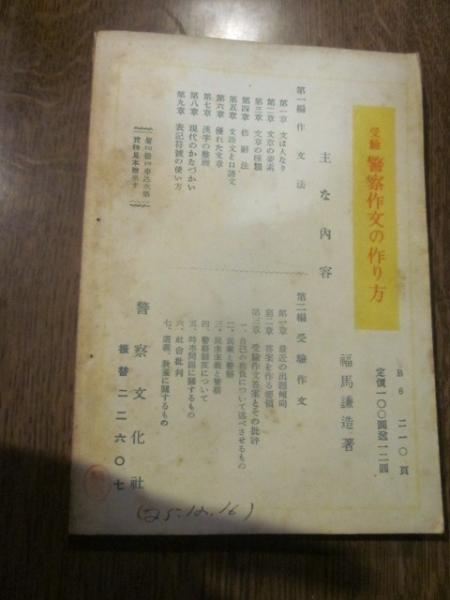 受験 警察作文の作り方
B6 二一〇頁
定價一〇〇圓 送一二圓
福馬謙造著
主な內容
第一編 作文法
第一章 文は人なり
第二章 文章の要素
第三章 文章の種類
第四章 修辭法
第五章 文語文と口語文
第六章 優れた文章
第七章 漢字の整理
第八章 現代のかなづかい
第九章 表記符號の使い方
第二編 受験作文
第一章 最近の出題傾向
第二章 答案を作る要領
第三章 受験作文答案とその批評
一、自己の抱負について述べさせるもの
二、民衆と警察
三、民主主義と警察
四、警察制度について
五、時事問題に関するもの
六、社会批判
七、道義、教養に関するもの
警察文化社
振替二二六〇七
(25.12.16)